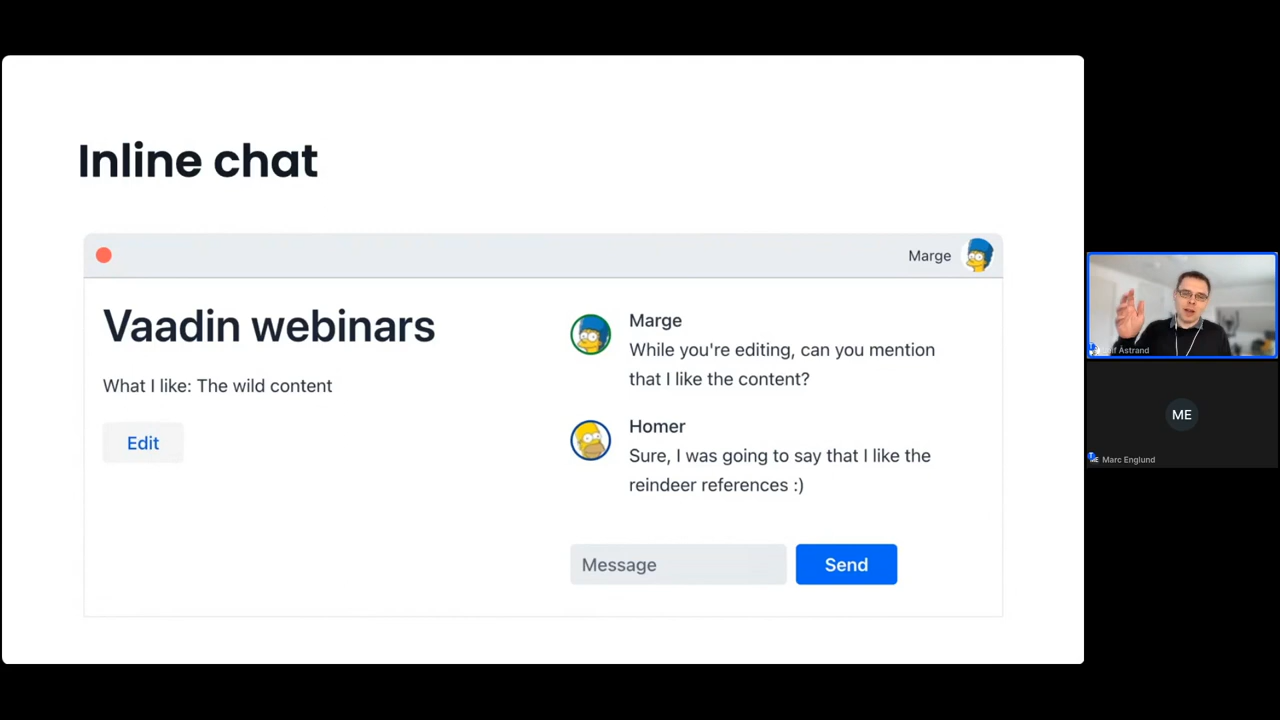 Inline chat
Marge
Vaadin webinars
What I like: The wild content
Edit
Marge
While you're editing, can you mention
that I like the content?
Homer
Sure, I was going to say that I like the
reindeer references :)
Message
Send
Åstrand
ME
Marc Englund